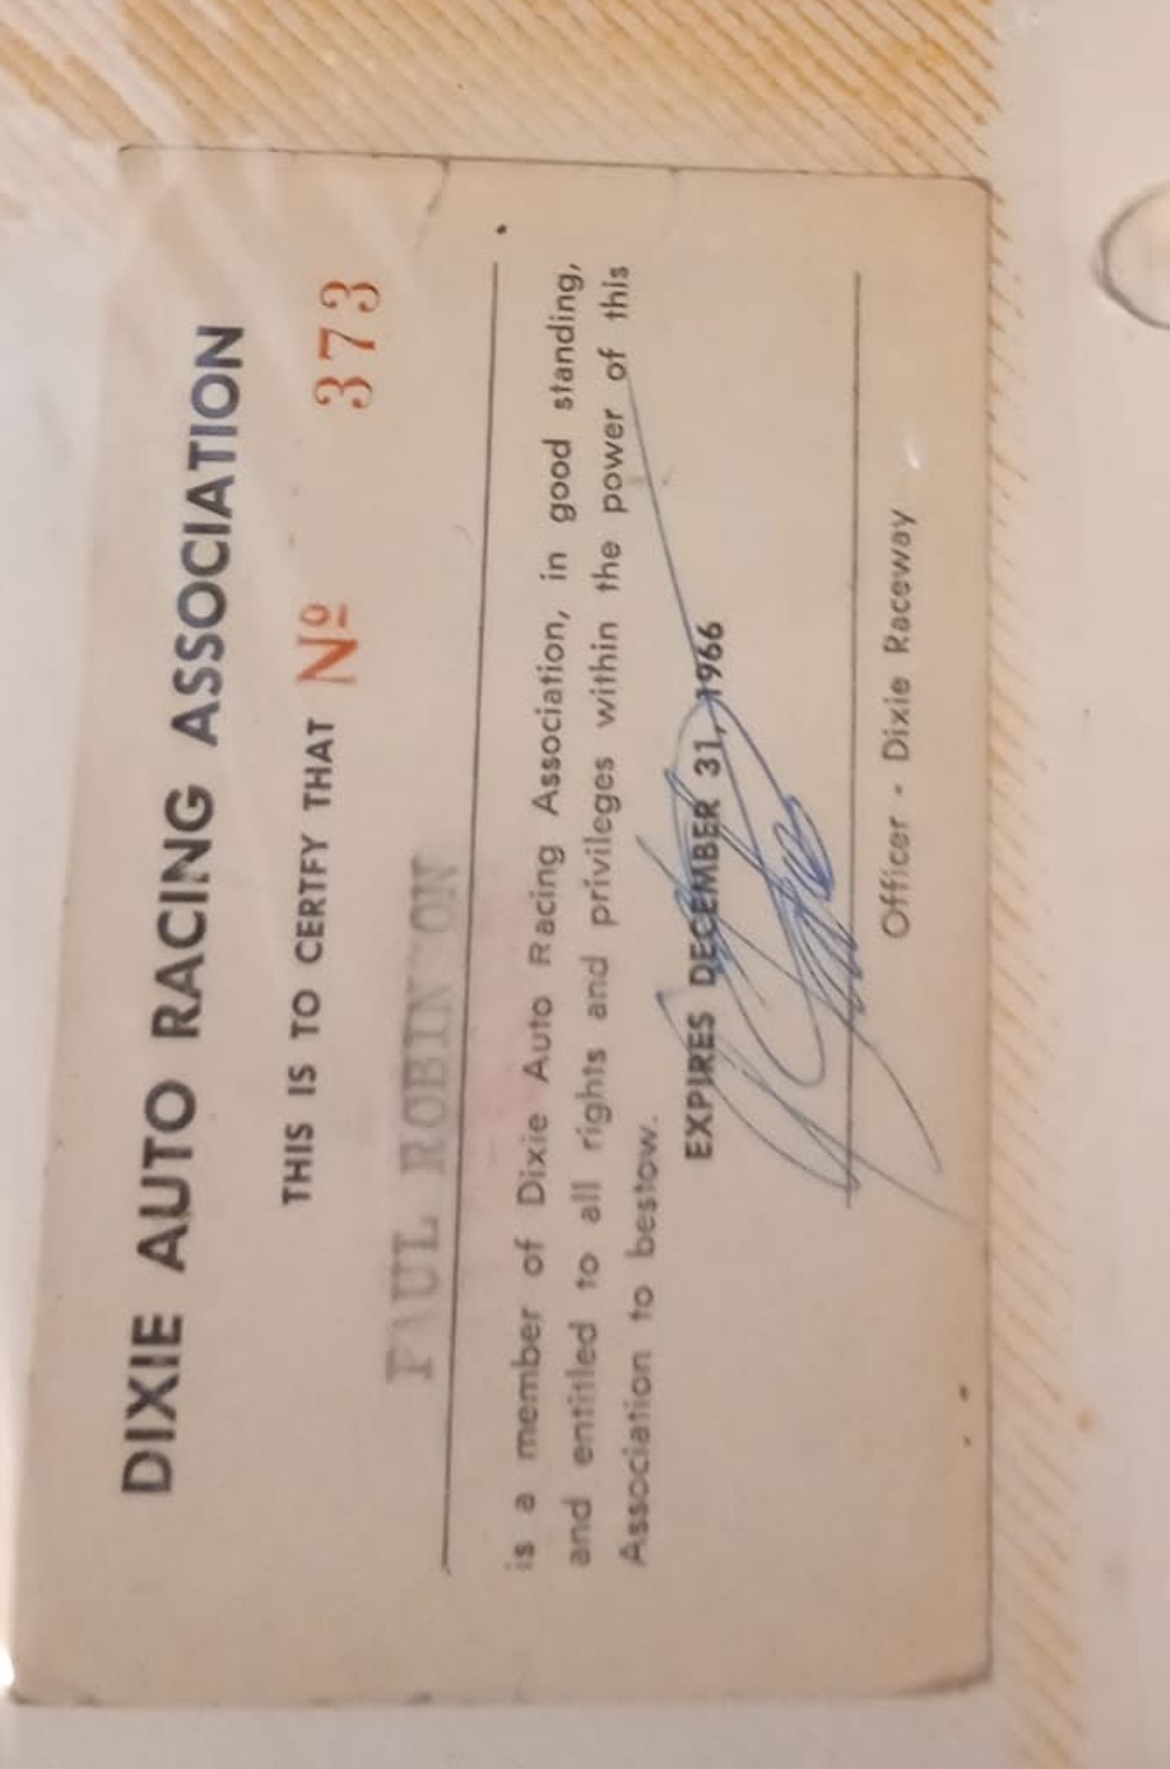 DIXIE AUTO RACING ASSOCIATION
THIS IS TO CERTFY THAT Nº 373
PAUL ROBINSON
is a member of Dixie Auto Racing Association, in good standing,
and entitled to all rights and privileges within the power of this
Association to bestow.
EXPIRES DECEMBER 31, 1966
Officer - Dixie Raceway